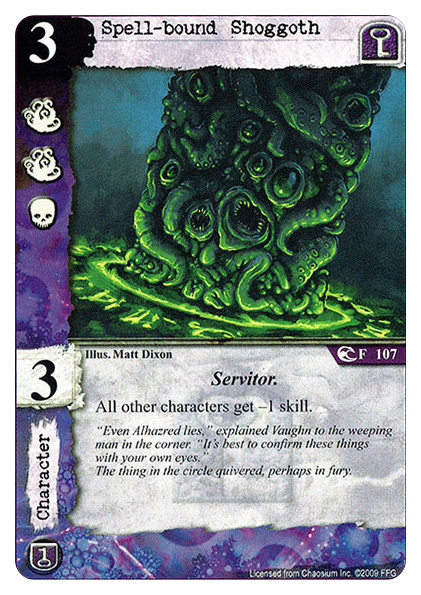 3
Spell-bound Shoggoth
Illus. Matt Dixon
F 107
3
Servitor.
All other characters get –1 skill.
“Even Alhazred lies,” explained Vaughn to the weeping
man in the corner. “It’s best to confirm these things
with your own eyes.”
The thing in the circle quivered, perhaps in fury.
Character
1
Licensed from Chaosium Inc. ©2009 FFG